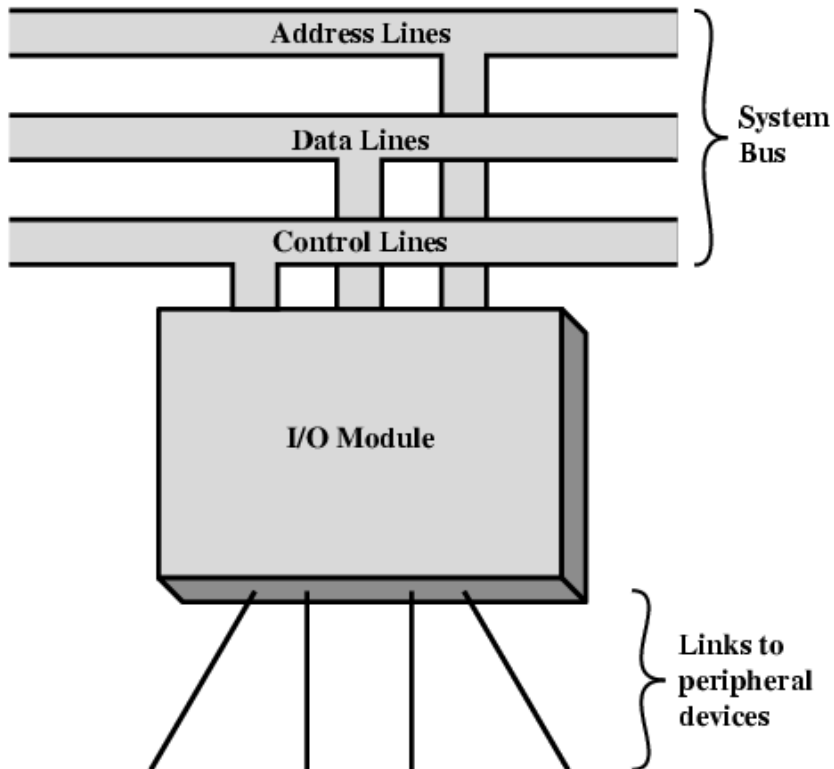 Address Lines
Data Lines
System
Bus
Control Lines
I/O Module
Links to
peripheral
devices